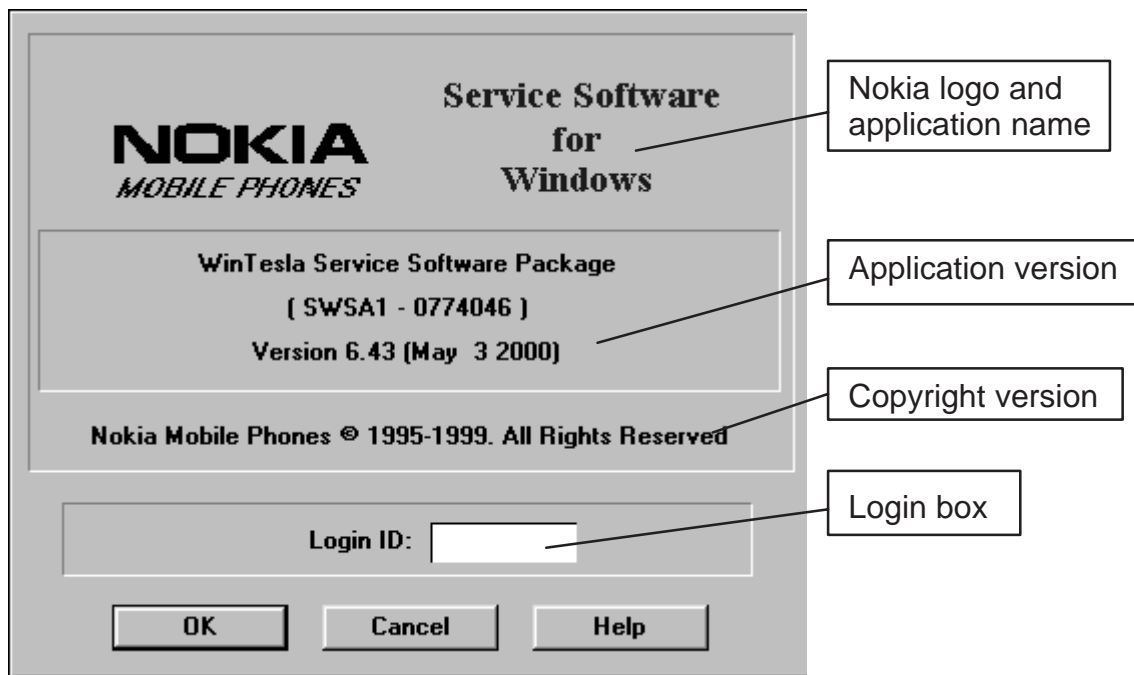 NOKIA
MOBILE PHONES
Service Software
for
Windows
WinTesla Service Software Package
( SWSA1 - 0774046 )
Version 6.43 (May  3 2000)
Nokia Mobile Phones © 1995-1999. All Rights Reserved
Login ID:
OK
Cancel
Help
Nokia logo and
application name
Application version
Copyright version
Login box